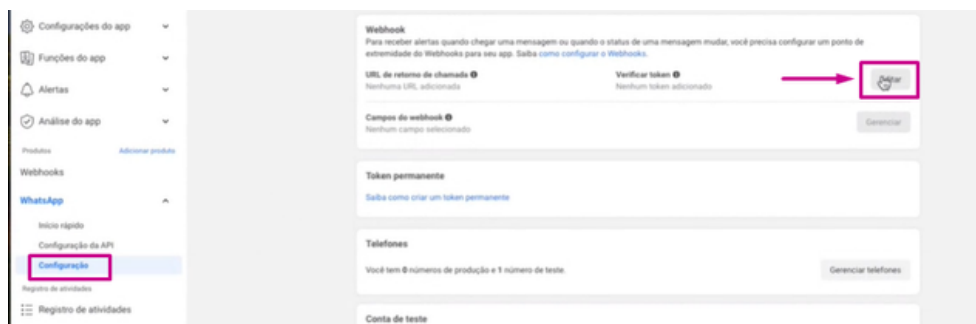 Configurações do app
Funções do app
Alertas
Análise do app
Produtos
Adicionar produto
Webhooks
WhatsApp
Início rápido
Configuração da API
Configuração
Registro de atividades
Registro de atividades
Webhook
Para receber alertas quando chegar uma mensagem ou quando o status de uma mensagem mudar, você precisa configurar um ponto de
extremidade do Webhooks para seu app. Saiba como configurar o Webhooks.
URL de retorno de chamada
Nenhuma URL adicionada
Verificar token
Nenhum token adicionado
Editar
Campos do webhook
Nenhum campo selecionado
Gerenciar
Token permanente
Saiba como criar um token permanente
Telefones
Você tem 0 números de produção e 1 número de teste.
Gerenciar telefones
Conta de teste